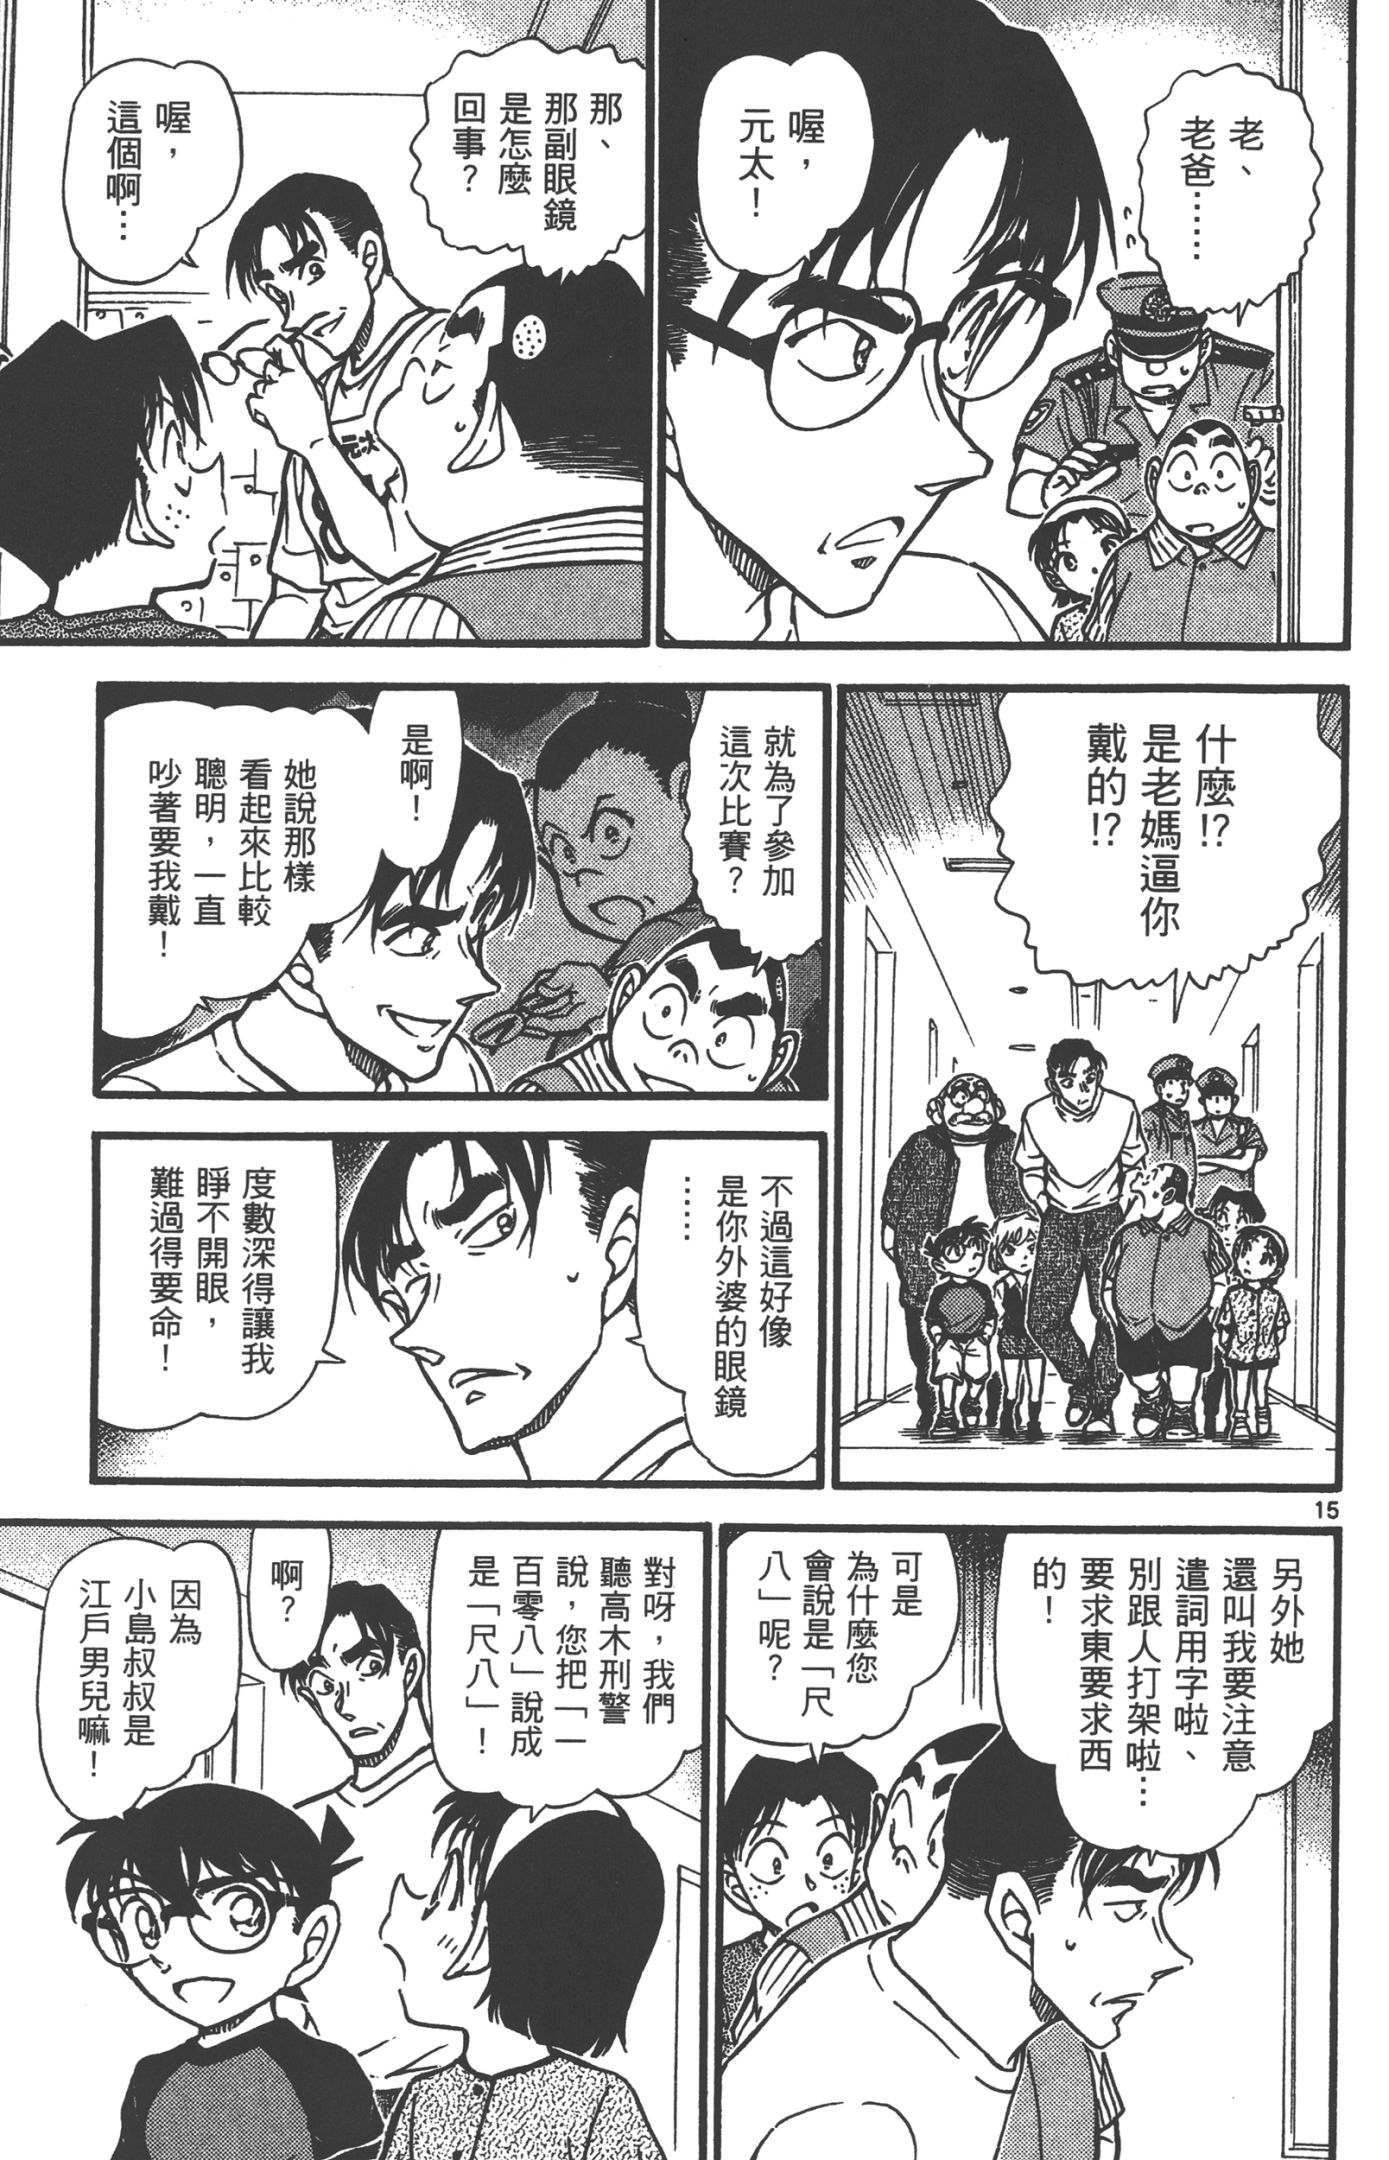 老、
老爸……
喔，
元太！
那、
那副眼鏡
是怎麼
回事？
喔，
這個啊…
什麼!?
是老媽逼你
戴的!?
就為了參加
這次比賽？
是啊！
她說那樣
看起來比較
聰明，一直
吵著要我戴！
不過這好像
是你外婆的眼鏡
……
度數深得讓我
睜不開眼，
難過得要命！
15
另外她
還叫我要注意
遣詞用字啦、
別跟人打架啦…
要求東要求西
的！
可是
為什麼您
會說是「尺
八」呢？
對呀，我們
聽高木刑警
說，您把「一
百零八」說成
是「尺八」！
啊？
因為
小島叔叔是
江戶男兒嘛！